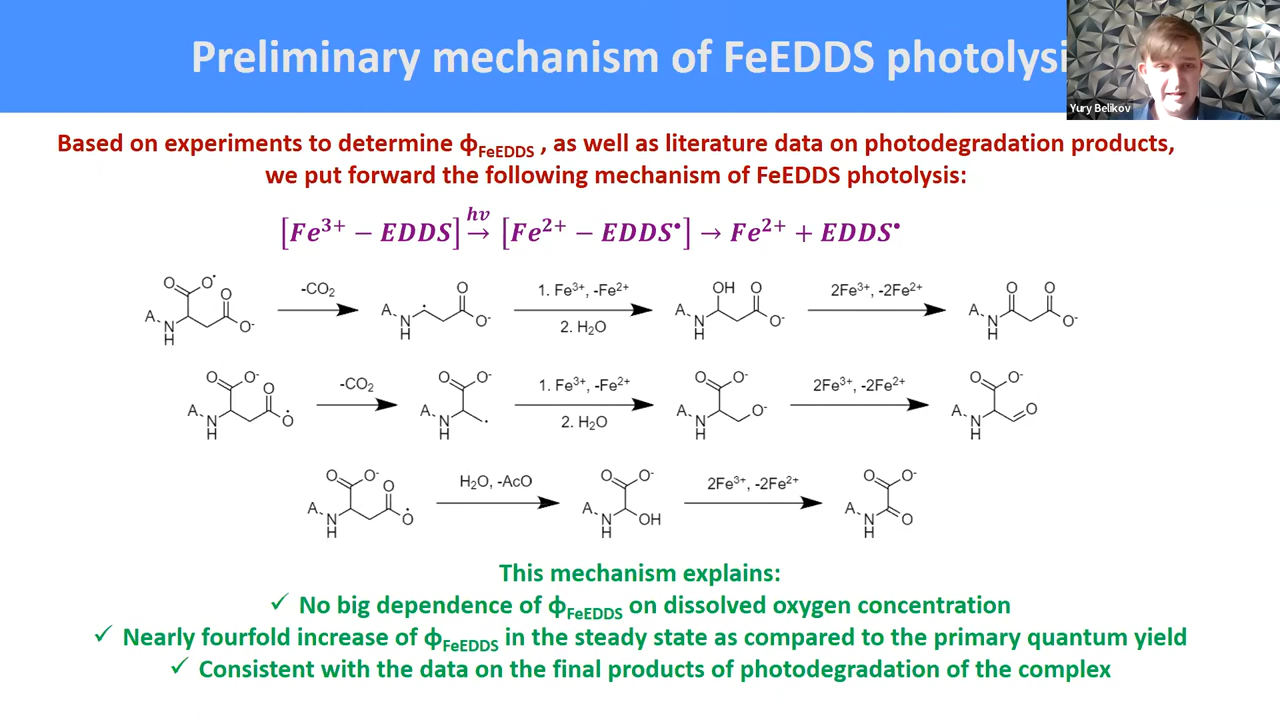 Preliminary mechanism of FeEDDS photolysi
Yury Belikov
Based on experiments to determine ϕFeEDDS , as well as literature data on photodegradation products,
we put forward the following mechanism of FeEDDS photolysis:
[Fe³⁺ − EDDS] hν → [Fe²⁺ − EDDS•] → Fe²⁺ + EDDS•
A N H O O• O O⁻ -CO₂ A N H • O O⁻ 1. Fe³⁺, -Fe²⁺ 2. H₂O A N H OH O O⁻ 2Fe³⁺, -2Fe²⁺ A N H O O O⁻
A N H O O⁻ O O• -CO₂ A N H O O⁻ • 1. Fe³⁺, -Fe²⁺ 2. H₂O A N H O O⁻ O⁻ 2Fe³⁺, -2Fe²⁺ A N H O O⁻ O
A N H O O⁻ O O• H₂O, -AcO A N H O O⁻ OH 2Fe³⁺, -2Fe²⁺ A N H O O⁻ O
This mechanism explains:
✓ No big dependence of ϕFeEDDS on dissolved oxygen concentration
✓ Nearly fourfold increase of ϕFeEDDS in the steady state as compared to the primary quantum yield
✓ Consistent with the data on the final products of photodegradation of the complex